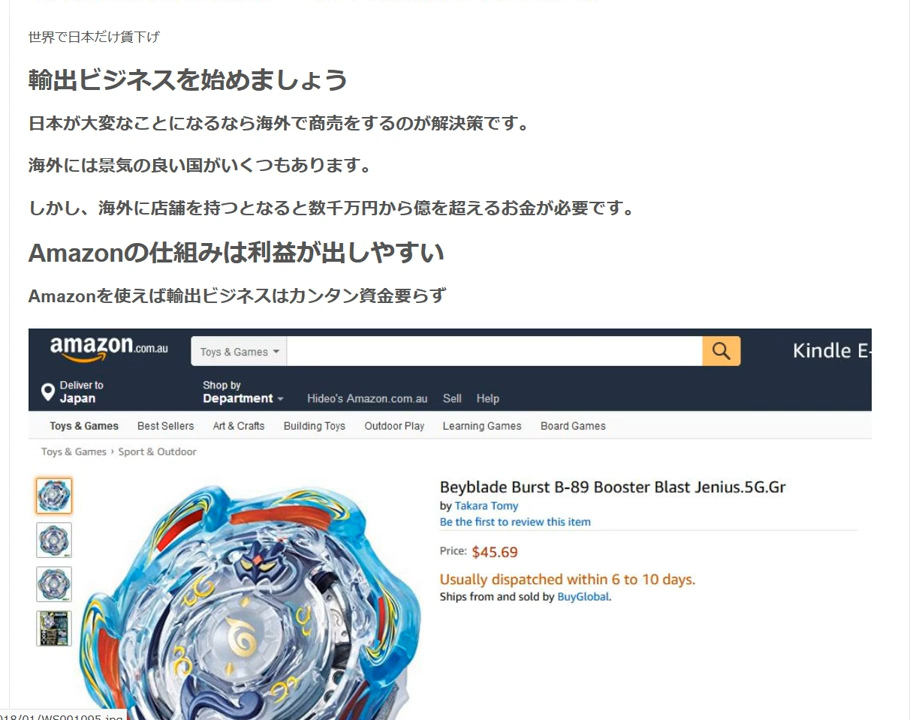 世界で日本だけ賃下げ
輸出ビジネスを始めましょう
日本が大変なことになるなら海外で商売をするのが解決策です。
海外には景気の良い国がいくつもあります。
しかし、海外に店舗を持つとなると数千万円から億を超えるお金が必要です。
Amazonの仕組みは利益が出しやすい
Amazonを使えば輸出ビジネスはカンタン資金要らず
amazon.com.au
Toys & Games
Kindle E-
Deliver to
Japan
Shop by
Department
Hideo's Amazon.com.au Sell Help
Toys & Games Best Sellers Art & Crafts Building Toys Outdoor Play Learning Games Board Games
Toys & Games › Sport & Outdoor
Beyblade Burst B-89 Booster Blast Jenius.5G.Gr
by Takara Tomy
Be the first to review this item
Price: $45.69
Usually dispatched within 6 to 10 days.
Ships from and sold by BuyGlobal.
018/01/WS001095.jpg